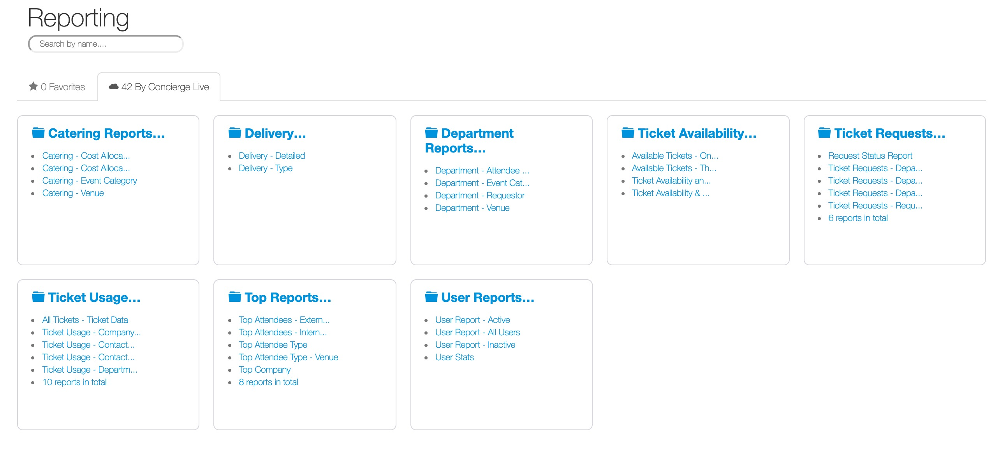 Reporting
Search by name....
0 Favorites
42 By Concierge Live
Catering Reports...
Catering - Cost Alloca...
Catering - Cost Alloca...
Catering - Event Category
Catering - Venue
Delivery...
Delivery - Detailed
Delivery - Type
Department
Reports...
Department - Attendee ...
Department - Event Cat...
Department - Requestor
Department - Venue
Ticket Availability...
Available Tickets - On...
Available Tickets - Th...
Ticket Availability an...
Ticket Availability & ...
Ticket Requests...
Request Status Report
Ticket Requests - Depa...
Ticket Requests - Depa...
Ticket Requests - Depa...
Ticket Requests - Requ...
6 reports in total
Ticket Usage...
All Tickets - Ticket Data
Ticket Usage - Company...
Ticket Usage - Contact...
Ticket Usage - Contact...
Ticket Usage - Departm...
10 reports in total
Top Reports...
Top Attendees - Extern...
Top Attendees - Intern...
Top Attendee Type
Top Attendee Type - Venue
Top Company
8 reports in total
User Reports...
User Report - Active
User Report - All Users
User Report - Inactive
User Stats